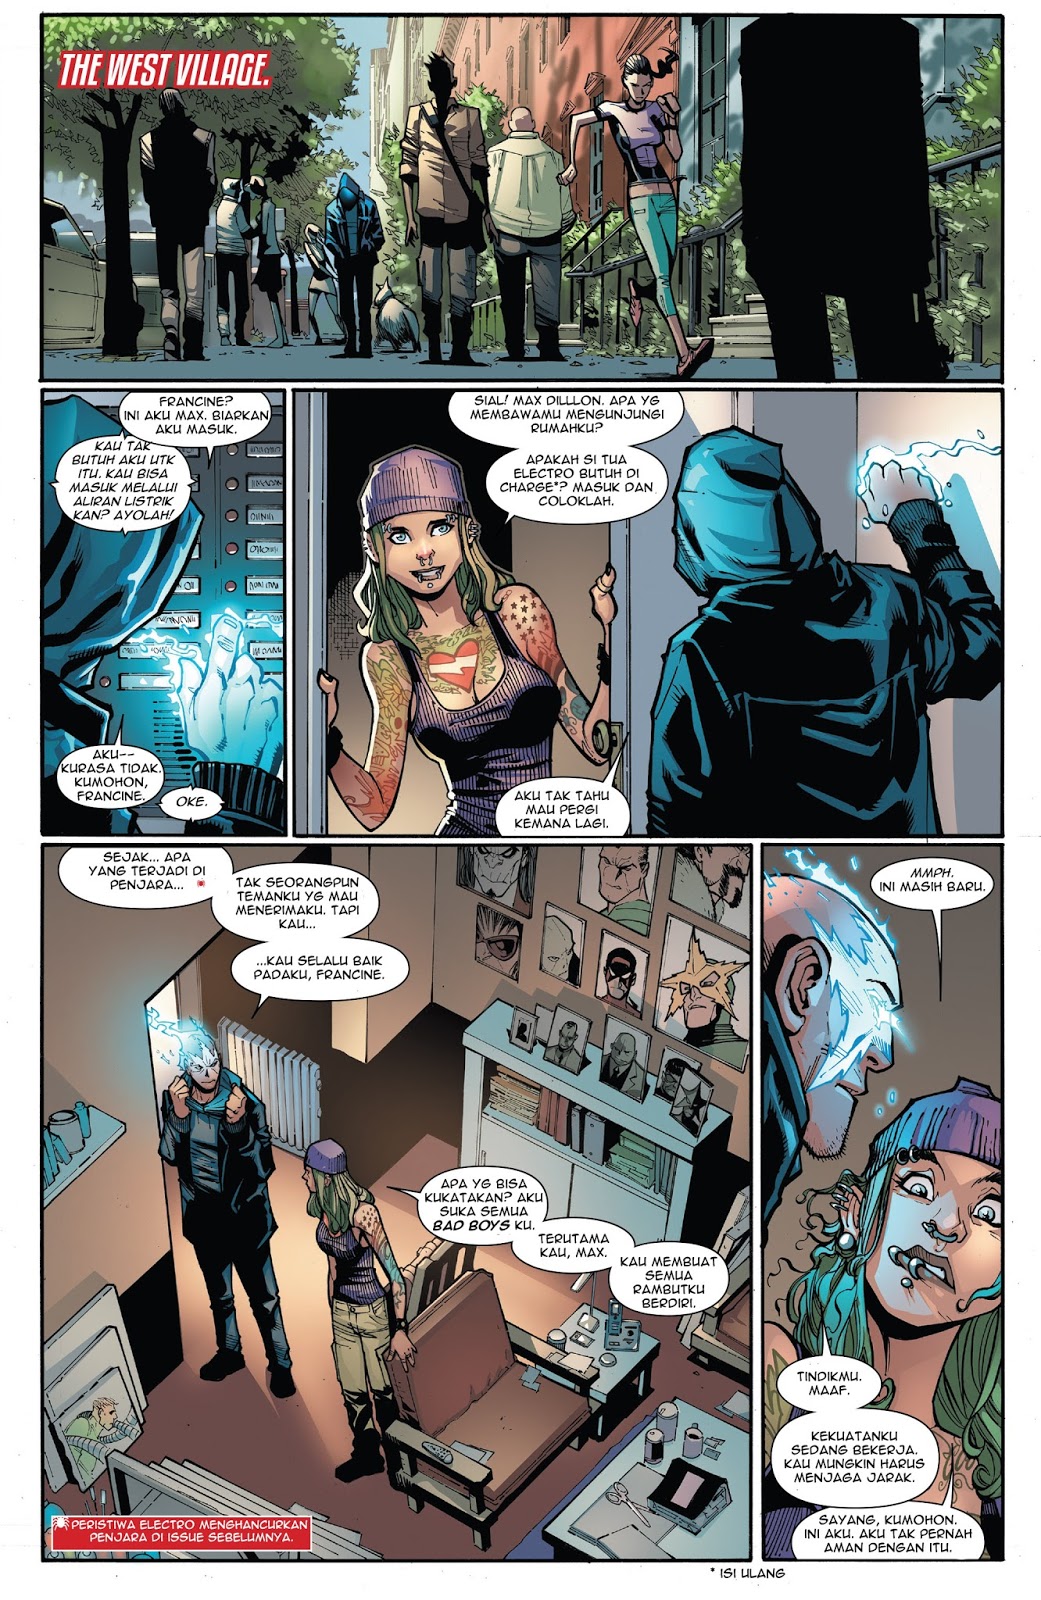 THE WEST VILLAGE.
FRANCINE?
INI AKU MAX. BIARKAN
AKU MASUK.
KAU TAK
BUTUH AKU UTK
ITU. KAU BISA
MASUK MELALUI
ALIRAN LISTRIK
KAN? AYOLAH!
AKU--
KURASA TIDAK.
KUMOHON,
FRANCINE.
OKE.
SIAL! MAX DILLLON. APA YG
MEMBAWAMU MENGUNJUNGI
RUMAHKU?
APAKAH SI TUA
ELECTRO BUTUH DI
CHARGE*? MASUK DAN
COLOKLAH.
AKU TAK TAHU
MAU PERGI
KEMANA LAGI.
SEJAK... APA
YANG TERJADI DI
PENJARA...
TAK SEORANGPUN
TEMANKU YG MAU
MENERIMAKU. TAPI
KAU...
...KAU SELALU BAIK
PADAKU, FRANCINE.
APA YG BISA
KUKATAKAN? AKU
SUKA SEMUA
BAD BOYS KU.
TERUTAMA
KAU, MAX.
KAU MEMBUAT
SEMUA
RAMBUTKU
BERDIRI.
PERISTIWA ELECTRO MENGHANCURKAN
PENJARA DI ISSUE SEBELUMNYA.
MMPH.
INI MASIH BARU.
TINDIKMU.
MAAF.
KEKUATANKU
SEDANG BEKERJA.
KAU MUNGKIN HARUS
MENJAGA JARAK.
SAYANG, KUMOHON.
INI AKU. AKU TAK PERNAH
AMAN DENGAN ITU.
* ISI ULANG